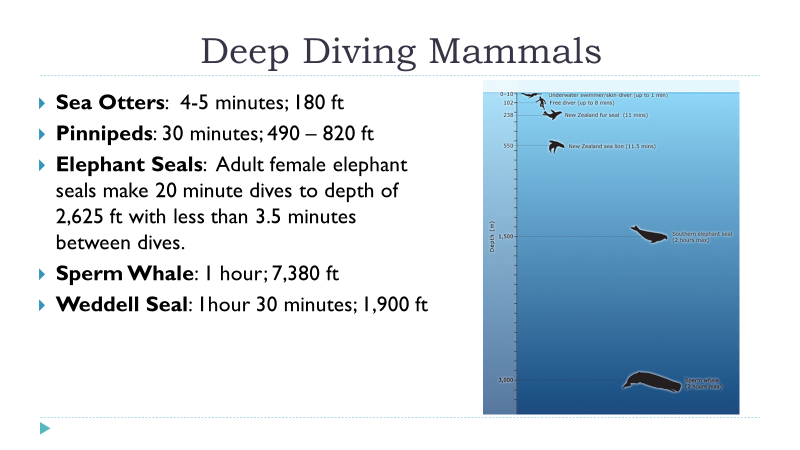 Deep Diving Mammals
Sea Otters:  4-5 minutes; 180 ft
Pinnipeds: 30 minutes; 490 – 820 ft
Elephant Seals:  Adult female elephant
seals make 20 minute dives to depth of
2,625 ft with less than 3.5 minutes
between dives.
Sperm Whale: 1 hour; 7,380 ft
Weddell Seal: 1hour 30 minutes; 1,900 ft
0–10
Underwater swimmer/skin-diver (up to 1 min)
102
Free diver (up to 8 mins)
238
New Zealand fur seal  (11 mins)
550
New Zealand sea lion (11.5 mins)
Depth (m)
1,500
Southern elephant seal
(2 hours max)
3,000
Sperm whale
(2 hours max)